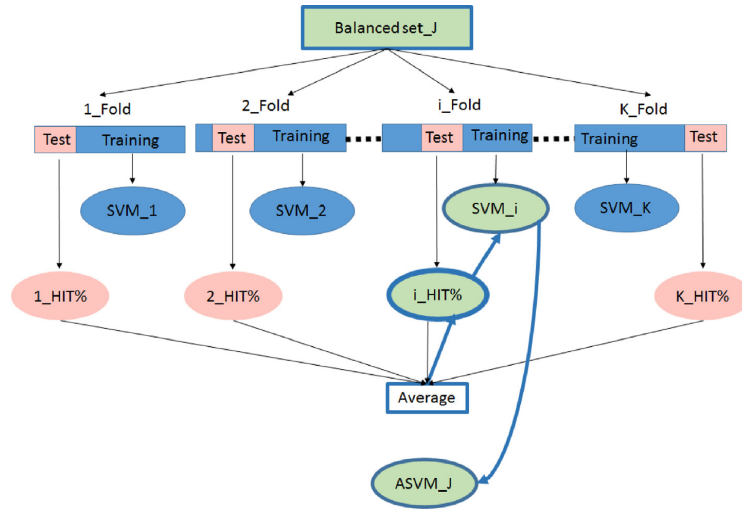 Balanced set_J
1_Fold
2_Fold
i_Fold
K_Fold
Test Training
Test Training
Test Training
Training Test
SVM_1
SVM_2
SVM_i
SVM_K
1_HIT%
2_HIT%
i_HIT%
K_HIT%
Average
ASVM_J